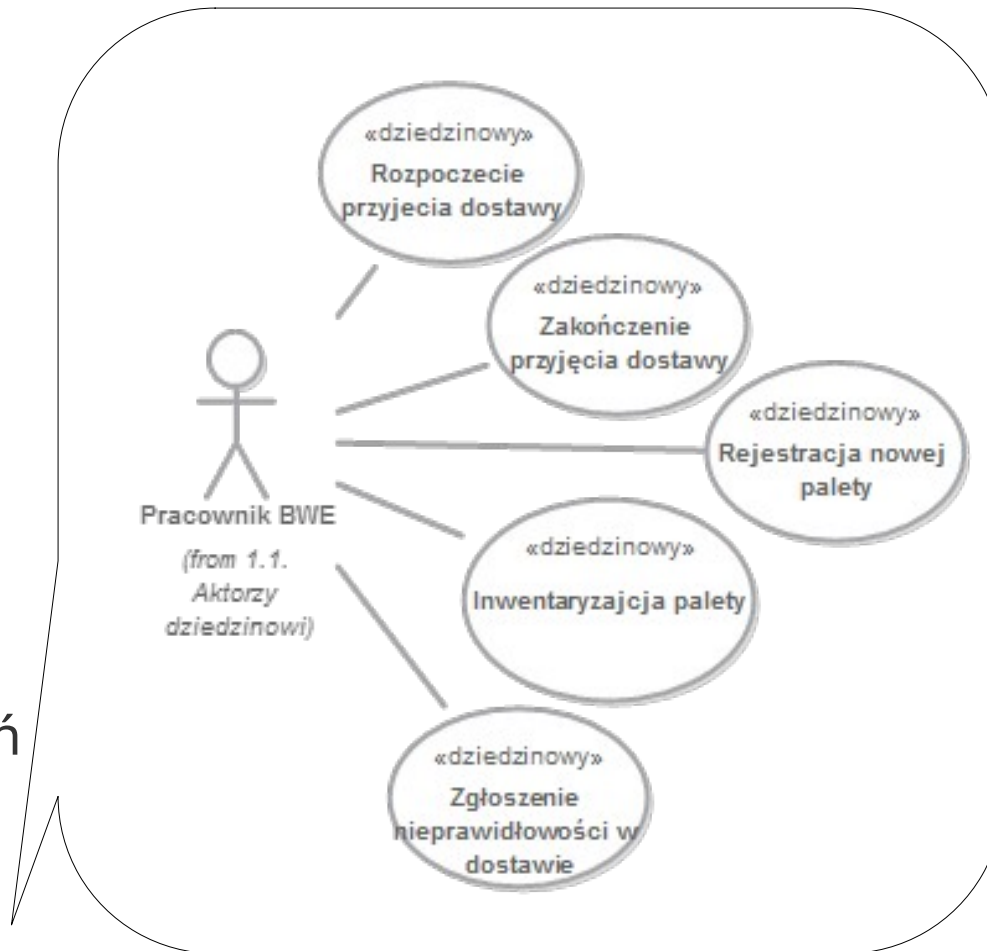 «dziedzinowy»
Rozpoczecie
przyjecia dostawy
«dziedzinowy»
Zakończenie
przyjęcia dostawy
«dziedzinowy»
Rejestracja nowej
palety
Pracownik BWE
(from 1.1.
Aktorzy
dziedzinowi)
«dziedzinowy»
Inwentaryzajcja palety
ń
«dziedzinowy»
Zgłoszenie
nieprawidłowości w
dostawie